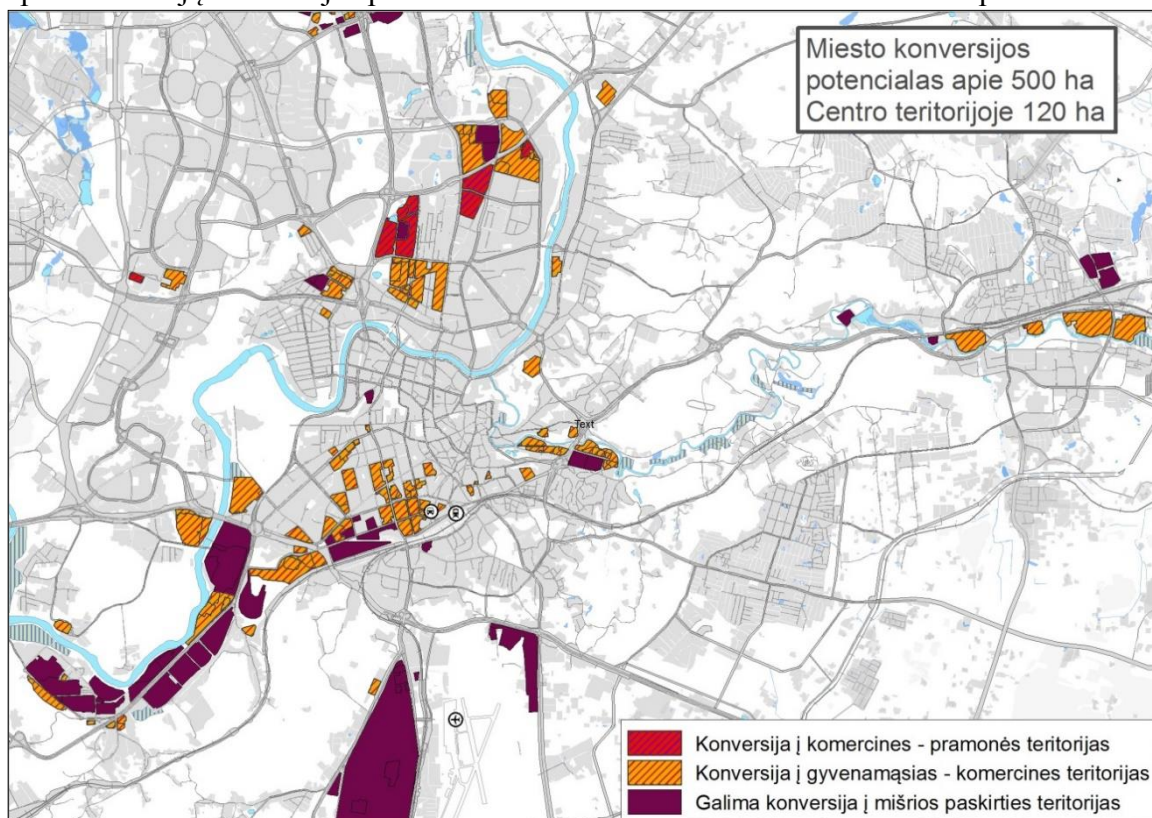 Miesto konversijos
potencialas apie 500 ha
Centro teritorijoje 120 ha
Text
Konversija į komercines - pramonės teritorijas
Konversija į gyvenamąsias - komercines teritorijas
Galima konversija į mišrios paskirties teritorijas